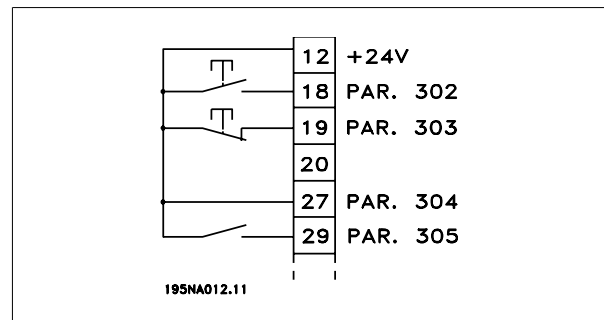 12 +24V
18 PAR. 302
19 PAR. 303
20
27 PAR. 304
29 PAR. 305
195NA012.11